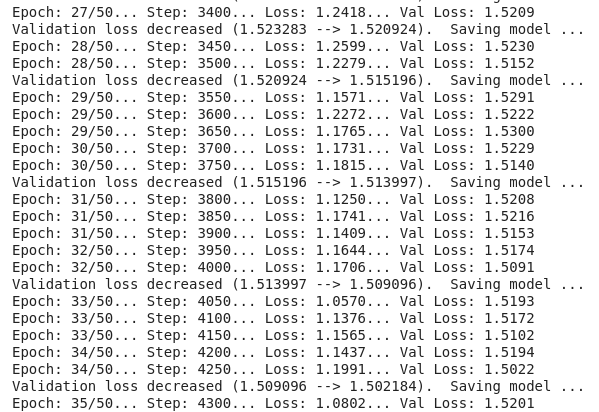 Epoch: 27/50... Step: 3400... Loss: 1.2418... Val Loss: 1.5209
Validation loss decreased (1.523283 --> 1.520924).  Saving model ...
Epoch: 28/50... Step: 3450... Loss: 1.2599... Val Loss: 1.5230
Epoch: 28/50... Step: 3500... Loss: 1.2279... Val Loss: 1.5152
Validation loss decreased (1.520924 --> 1.515196).  Saving model ...
Epoch: 29/50... Step: 3550... Loss: 1.1571... Val Loss: 1.5291
Epoch: 29/50... Step: 3600... Loss: 1.2272... Val Loss: 1.5222
Epoch: 29/50... Step: 3650... Loss: 1.1765... Val Loss: 1.5300
Epoch: 30/50... Step: 3700... Loss: 1.1731... Val Loss: 1.5229
Epoch: 30/50... Step: 3750... Loss: 1.1815... Val Loss: 1.5140
Validation loss decreased (1.515196 --> 1.513997).  Saving model ...
Epoch: 31/50... Step: 3800... Loss: 1.1250... Val Loss: 1.5208
Epoch: 31/50... Step: 3850... Loss: 1.1741... Val Loss: 1.5216
Epoch: 31/50... Step: 3900... Loss: 1.1409... Val Loss: 1.5153
Epoch: 32/50... Step: 3950... Loss: 1.1644... Val Loss: 1.5174
Epoch: 32/50... Step: 4000... Loss: 1.1706... Val Loss: 1.5091
Validation loss decreased (1.513997 --> 1.509096).  Saving model ...
Epoch: 33/50... Step: 4050... Loss: 1.0570... Val Loss: 1.5193
Epoch: 33/50... Step: 4100... Loss: 1.1376... Val Loss: 1.5172
Epoch: 33/50... Step: 4150... Loss: 1.1565... Val Loss: 1.5102
Epoch: 34/50... Step: 4200... Loss: 1.1437... Val Loss: 1.5194
Epoch: 34/50... Step: 4250... Loss: 1.1991... Val Loss: 1.5022
Validation loss decreased (1.509096 --> 1.502184).  Saving model ...
Epoch: 35/50... Step: 4300... Loss: 1.0802... Val Loss: 1.5201